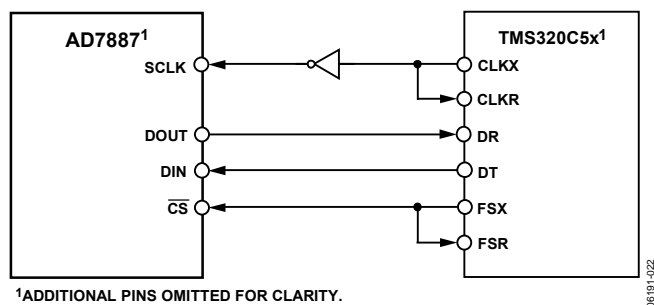 AD7887¹
TMS320C5x¹
SCLK
CLKX
CLKR
DOUT
DR
DIN
DT
CS
FSX
FSR
¹ADDITIONAL PINS OMITTED FOR CLARITY.
06191-022